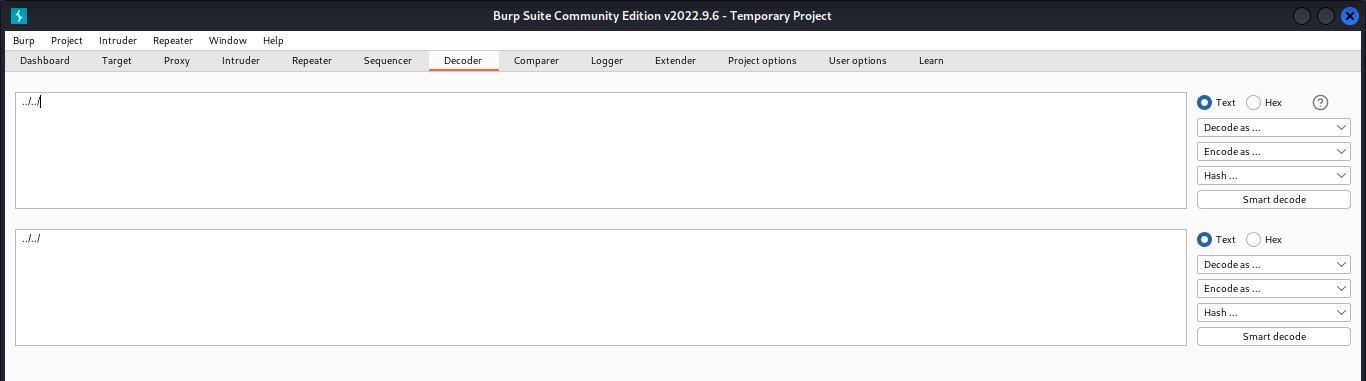 Burp Suite Community Edition v2022.9.6 - Temporary Project
Burp Project Intruder Repeater Window Help
Dashboard Target Proxy Intruder Repeater Sequencer Decoder Comparer Logger Extender Project options User options Learn
../../
Text Hex ?
Decode as ...
Encode as ...
Hash ...
Smart decode
../../
Text Hex
Decode as ...
Encode as ...
Hash ...
Smart decode